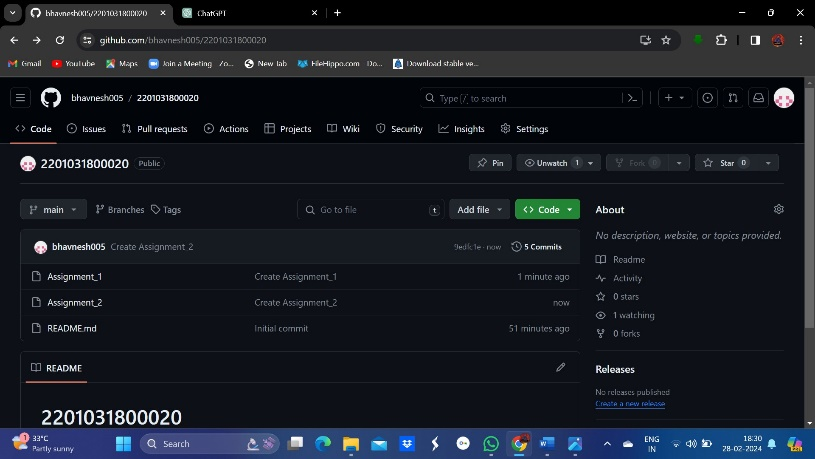 bhavnesh005/2201031800020
ChatGPT
github.com/bhavnesh005/2201031800020
Gmail YouTube Maps Join a Meeting Zo... New Tab FileHippo.com Do... Download stable ve...
bhavnesh005 / 2201031800020 Type / to search
Code Issues Pull requests Actions Projects Wiki Security Insights Settings
2201031800020 Public Pin Unwatch 1 Fork 0 Star 0
main Branches Tags Go to file t Add file Code
bhavnesh005 Create Assignment_2 9edfc1e · now 5 Commits
Assignment_1 Create Assignment_1 1 minute ago
Assignment_2 Create Assignment_2 now
README.md Initial commit 51 minutes ago
README
2201031800020
About
No description, website, or topics provided.
Readme
Activity
0 stars
1 watching
0 forks
Releases
No releases published
Create a new release
1 33°C
Partly sunny
Search
ENG
IN
18:30
28-02-2024